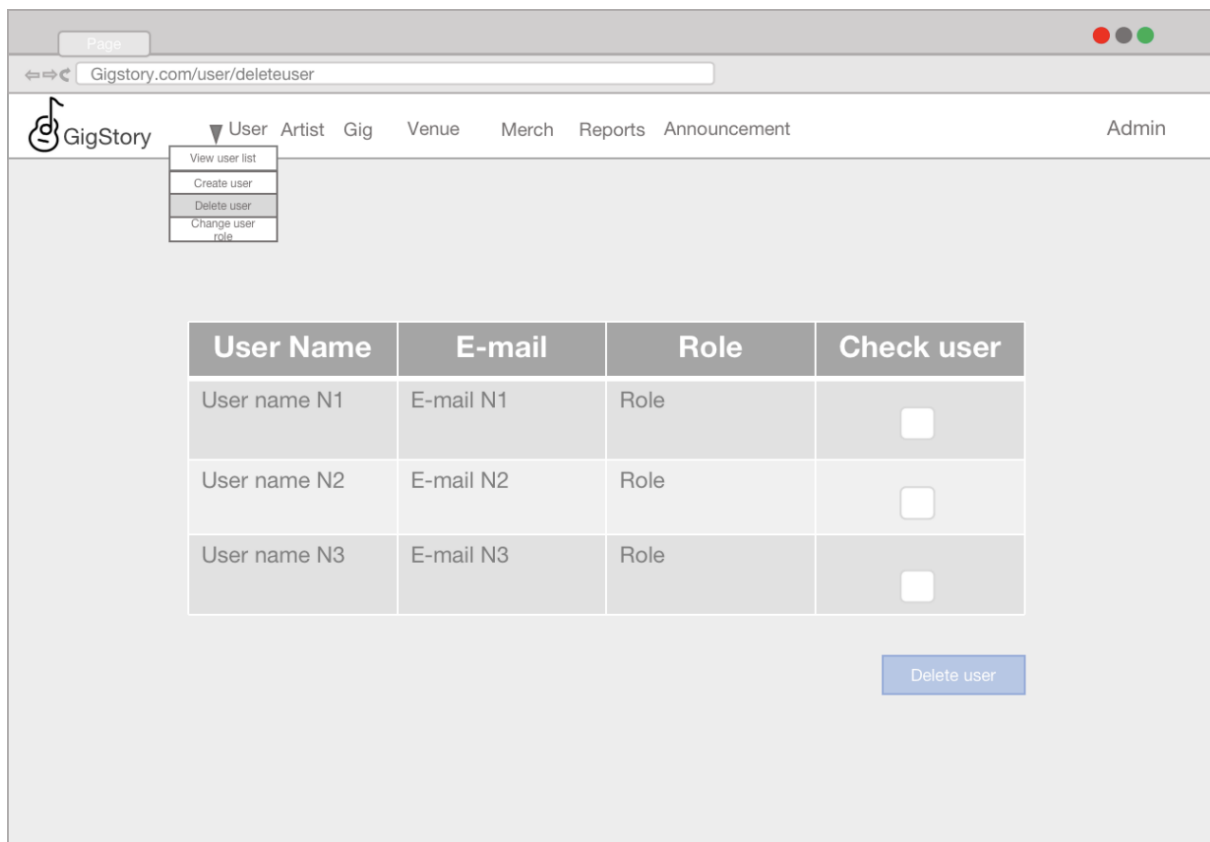 Page
Gigstory.com/user/deleteuser
GigStory User Artist Gig Venue Merch Reports Announcement Admin
View user list
Create user
Delete user
Change user
role
User Name E-mail Role Check user
User name N1 E-mail N1 Role
User name N2 E-mail N2 Role
User name N3 E-mail N3 Role
Delete user